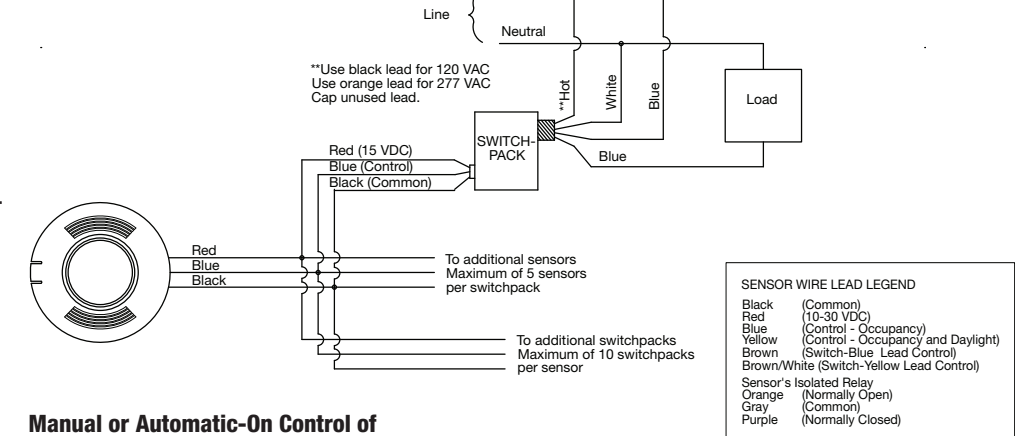 Line
Neutral
**Use black lead for 120 VAC
Use orange lead for 277 VAC
Cap unused lead.
**Hot
White
Blue
Load
SWITCH-
PACK
Blue
Red (15 VDC)
Blue (Control)
Black (Common)
Red
Blue
Black
To additional sensors
Maximum of 5 sensors
per switchpack
To additional switchpacks
Maximum of 10 switchpacks
per sensor
SENSOR WIRE LEAD LEGEND
Black (Common)
Red (10-30 VDC)
Blue (Control - Occupancy)
Yellow (Control - Occupancy and Daylight)
Brown (Switch-Blue Lead Control)
Brown/White (Switch-Yellow Lead Control)
Sensor's Isolated Relay
Orange (Normally Open)
Gray (Common)
Purple (Normally Closed)
Manual or Automatic-On Control of